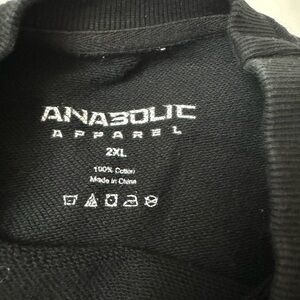 ANABOLIC
APPAREL
2XL
100% Cotton
Made in China